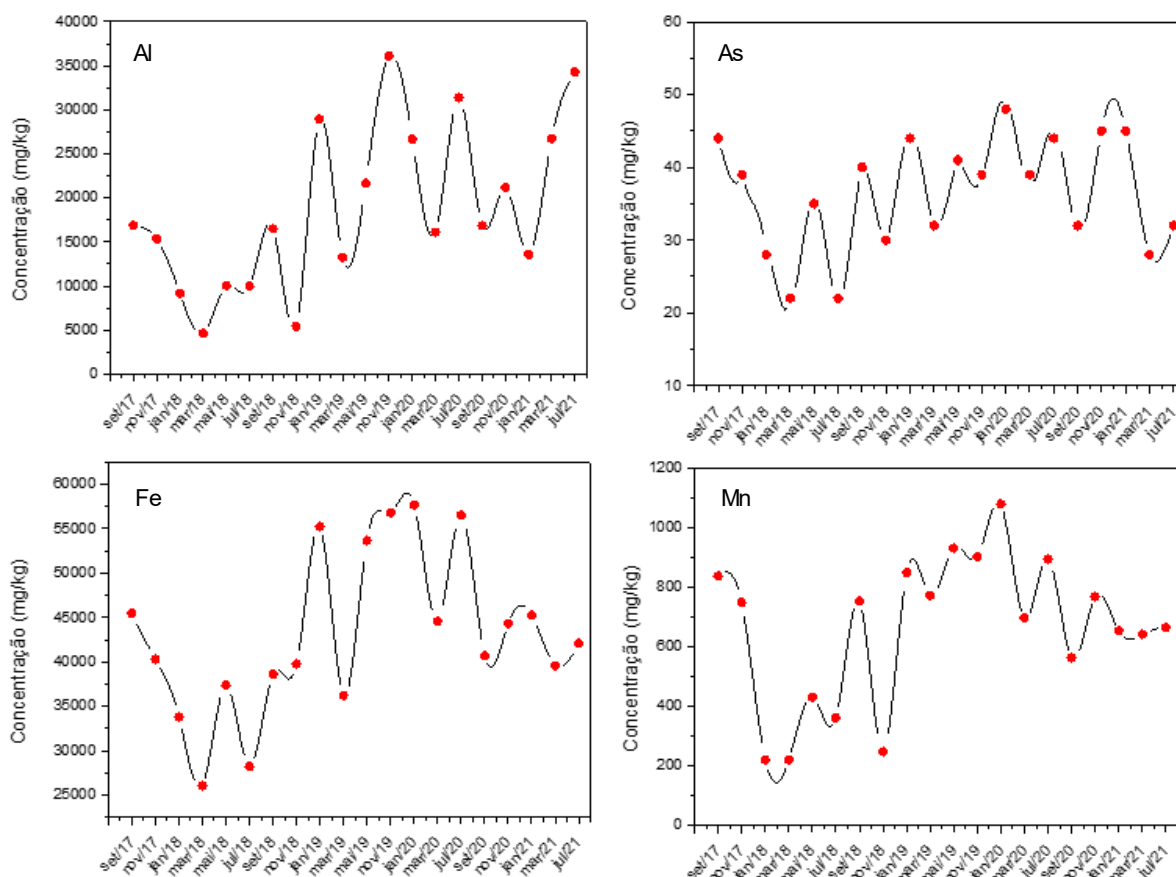 Al
Concentração (mg/kg)
40000
35000
30000
25000
20000
15000
10000
5000
0
set/17 nov/17 jan/18 mar/18 mai/18 jul/18 set/18 nov/18 jan/19 mar/19 mai/19 nov/19 jan/20 mar/20 jul/20 set/20 nov/20 jan/21 mar/21 jul/21
As
Concentração (mg/kg)
60
50
40
30
20
10
set/17 nov/17 jan/18 mar/18 mai/18 jul/18 set/18 nov/18 jan/19 mar/19 mai/19 nov/19 jan/20 mar/20 jul/20 set/20 nov/20 jan/21 mar/21 jul/21
Fe
Concentração (mg/kg)
60000
55000
50000
45000
40000
35000
30000
25000
set/17 nov/17 jan/18 mar/18 mai/18 jul/18 set/18 nov/18 jan/19 mar/19 mai/19 nov/19 jan/20 mar/20 jul/20 set/20 nov/20 jan/21 mar/21 jul/21
Mn
Concentração (mg/kg)
1200
1000
800
600
400
200
0
set/17 nov/17 jan/18 mar/18 mai/18 jul/18 set/18 nov/18 jan/19 mar/19 mai/19 nov/19 jan/20 mar/20 jul/20 set/20 nov/20 jan/21 mar/21 jul/21